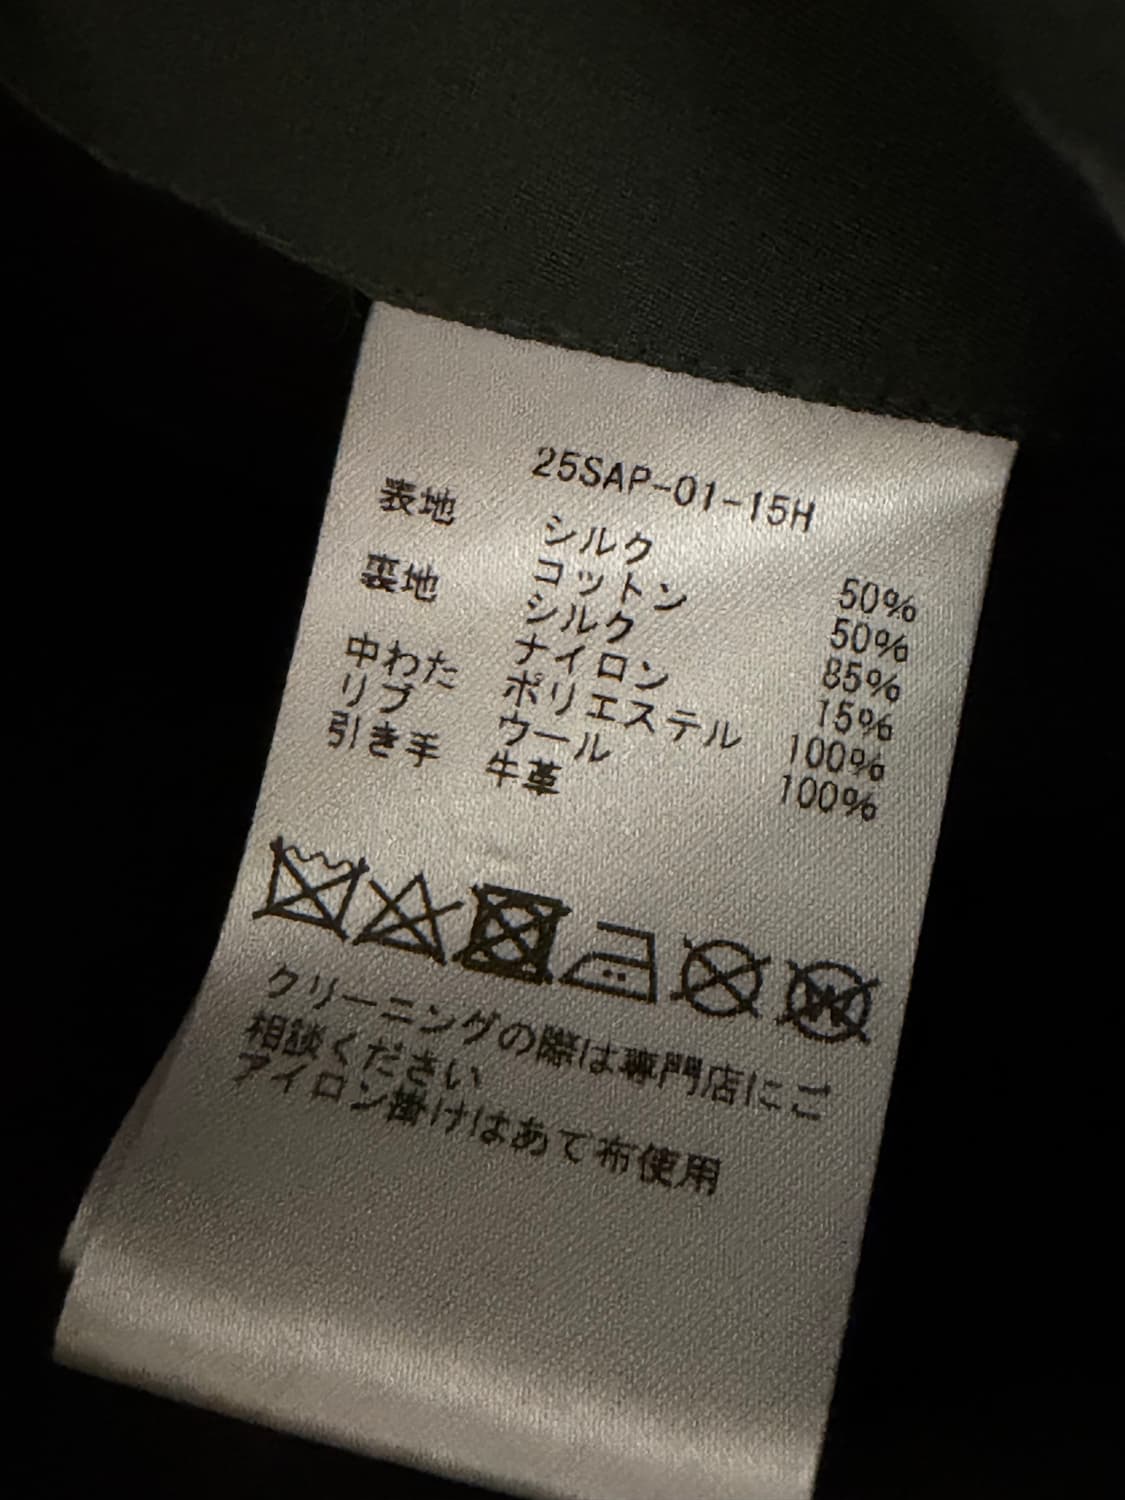 25SAP-01-15H
表地 シルク 50%
コットン 50%
裏地 シルク 85%
ナイロン 15%
中わた ポリエステル 100%
リブ ウール 100%
引き手 牛革
クリーニングの際は専門店にご
相談ください
アイロン掛けはあて布使用